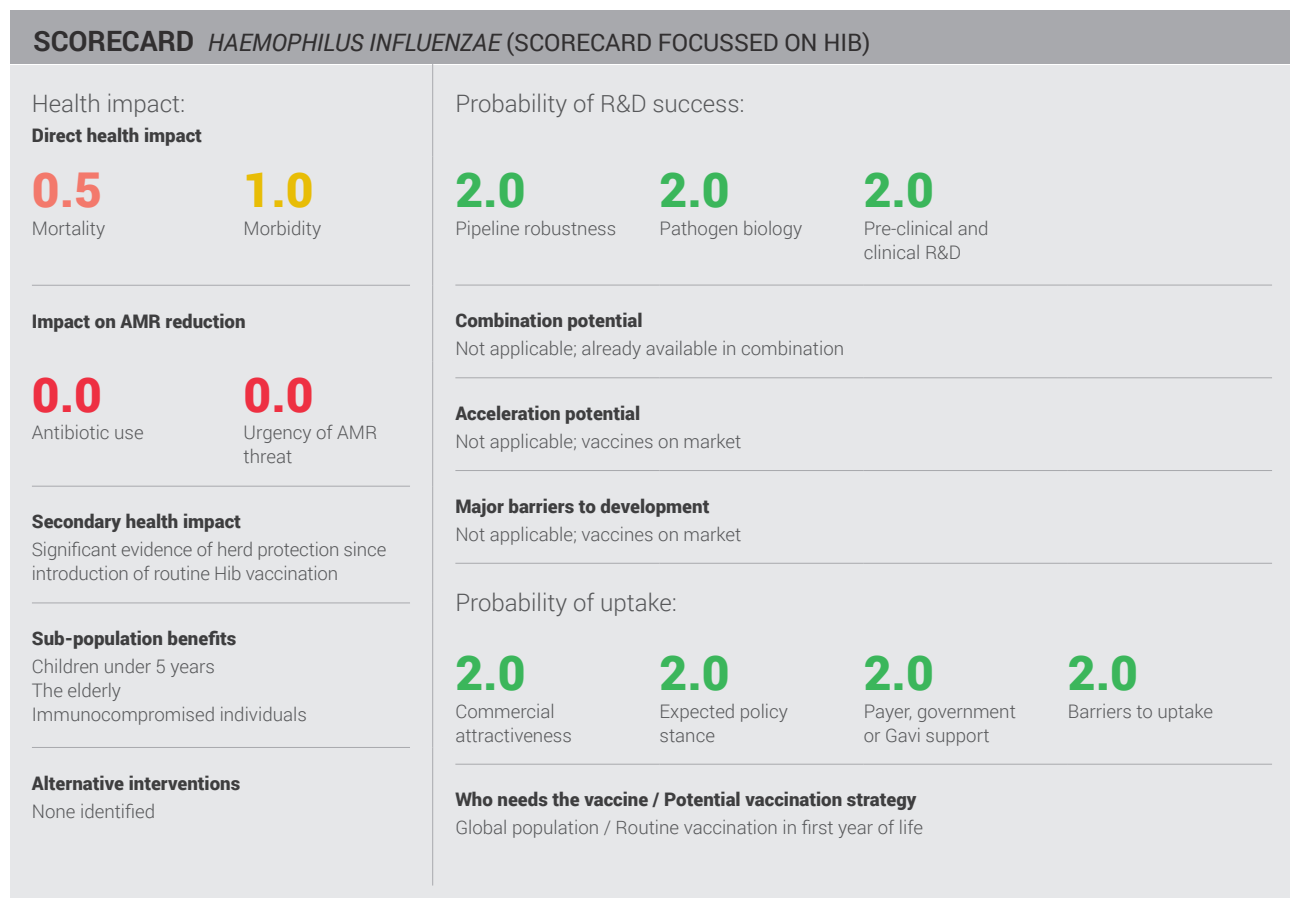 SCORECARD HAEMOPHILUS INFLUENZAE (SCORECARD FOCUSSED ON HIB)
Health impact:
Direct health impact
0.5
Mortality
1.0
Morbidity
Impact on AMR reduction
0.0
Antibiotic use
0.0
Urgency of AMR
threat
Secondary health impact
Significant evidence of herd protection since
introduction of routine Hib vaccination
Sub-population benefits
Children under 5 years
The elderly
Immunocompromised individuals
Alternative interventions
None identified
Probability of R&D success:
2.0
Pipeline robustness
2.0
Pathogen biology
2.0
Pre-clinical and
clinical R&D
Combination potential
Not applicable; already available in combination
Acceleration potential
Not applicable; vaccines on market
Major barriers to development
Not applicable; vaccines on market
Probability of uptake:
2.0
Commercial
attractiveness
2.0
Expected policy
stance
2.0
Payer, government
or Gavi support
2.0
Barriers to uptake
Who needs the vaccine / Potential vaccination strategy
Global population / Routine vaccination in first year of life